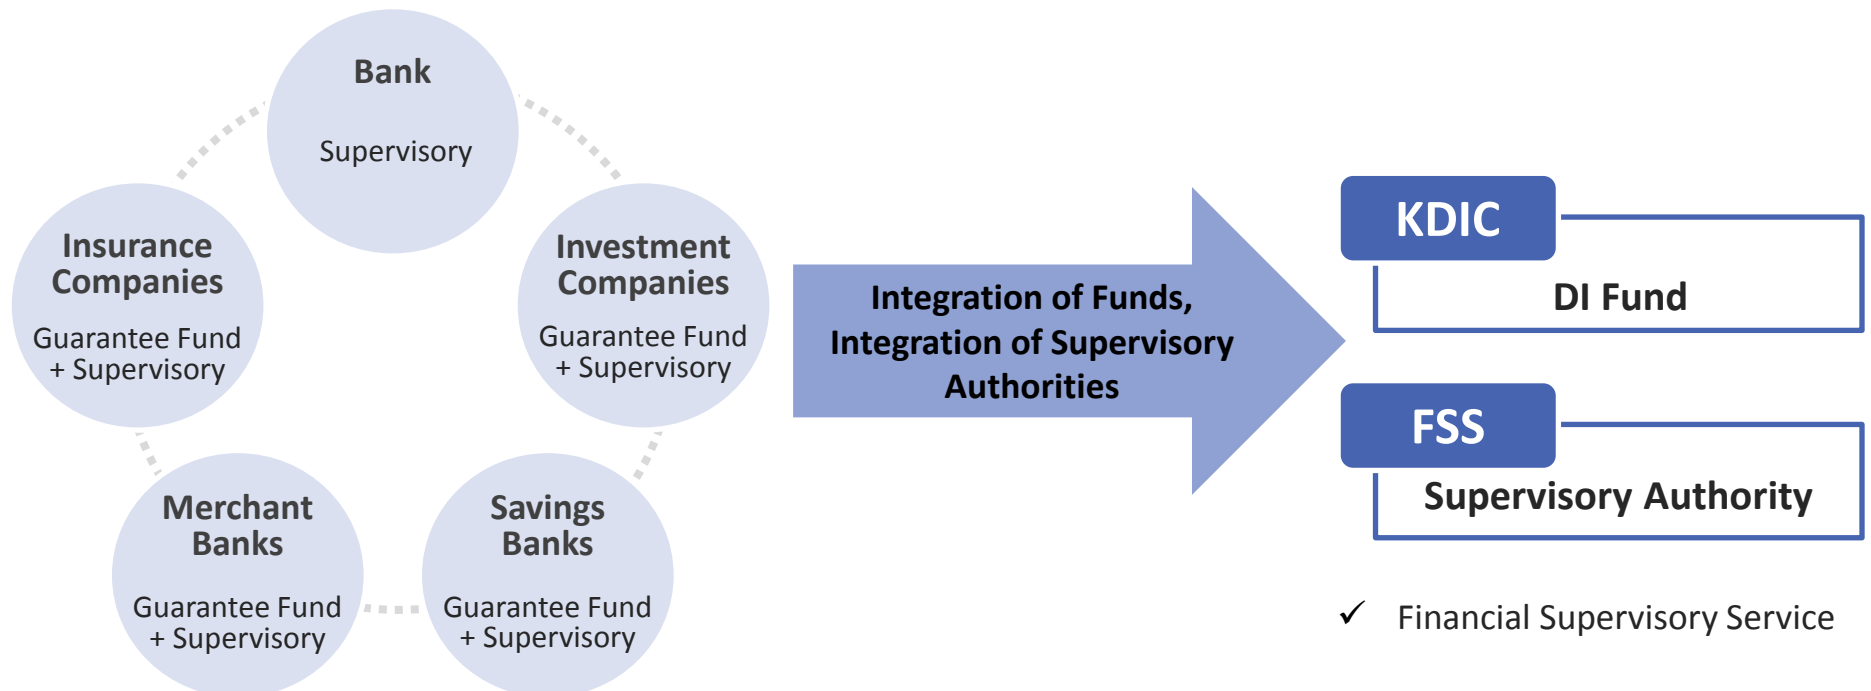 Bank
Supervisory
Insurance
Companies
Guarantee Fund
+ Supervisory
Investment
Companies
Guarantee Fund
+ Supervisory
Merchant
Banks
Guarantee Fund
+ Supervisory
Savings
Banks
Guarantee Fund
+ Supervisory
Integration of Funds,
Integration of Supervisory
Authorities
KDIC
DI Fund
FSS
Supervisory Authority
✓ Financial Supervisory Service